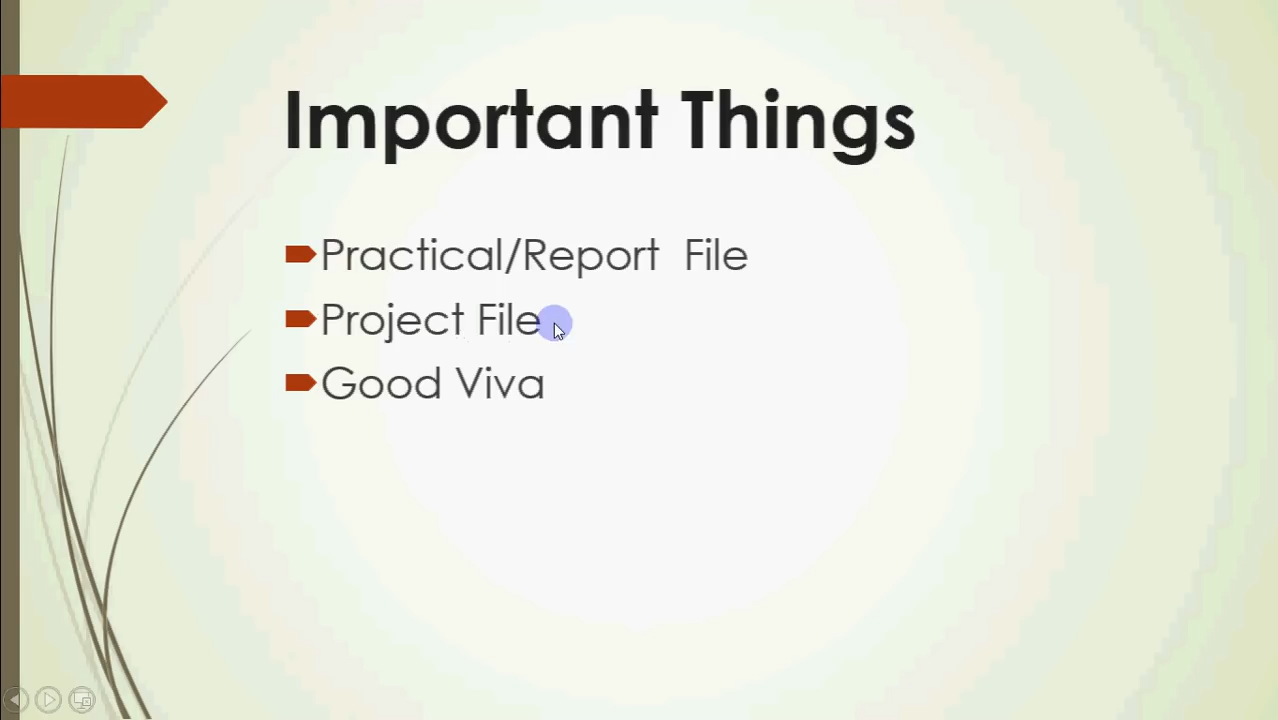 Important Things
Practical/Report File
Project File
Good Viva